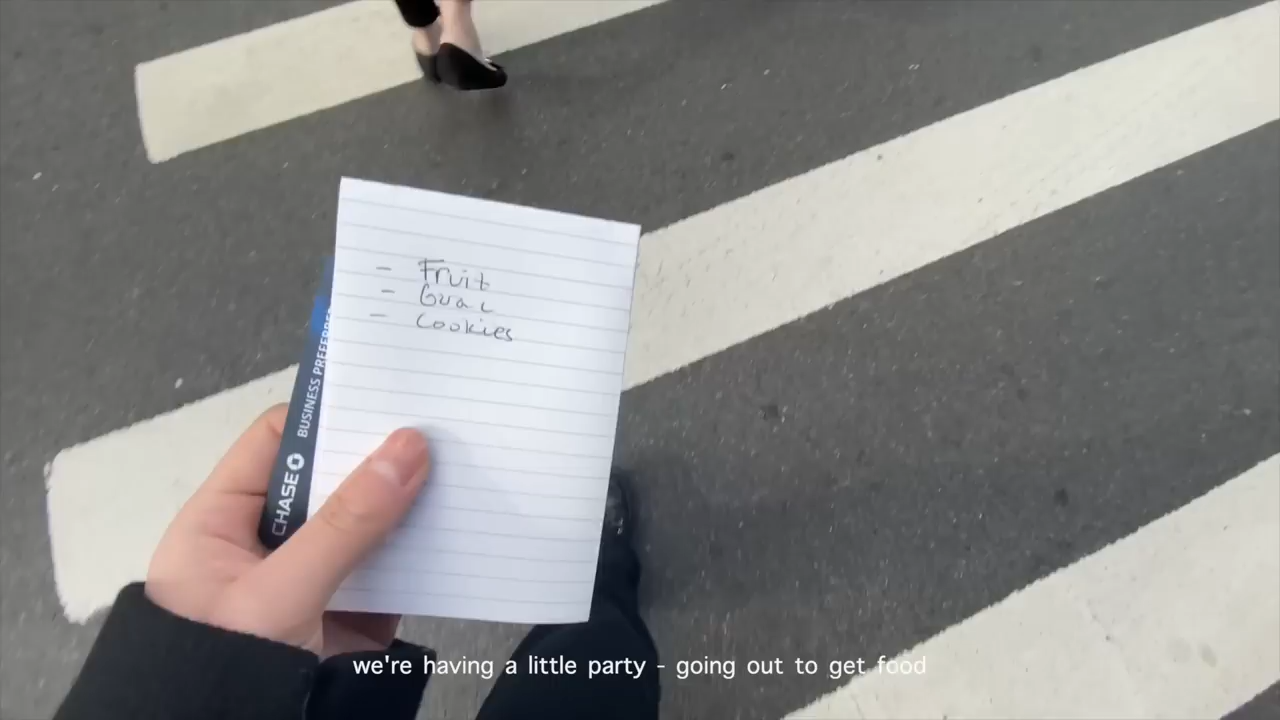 - Fruit
- Guac
- Cookies
CHASE BUSINESS PREFERRED
we're having a little party - going out to get food